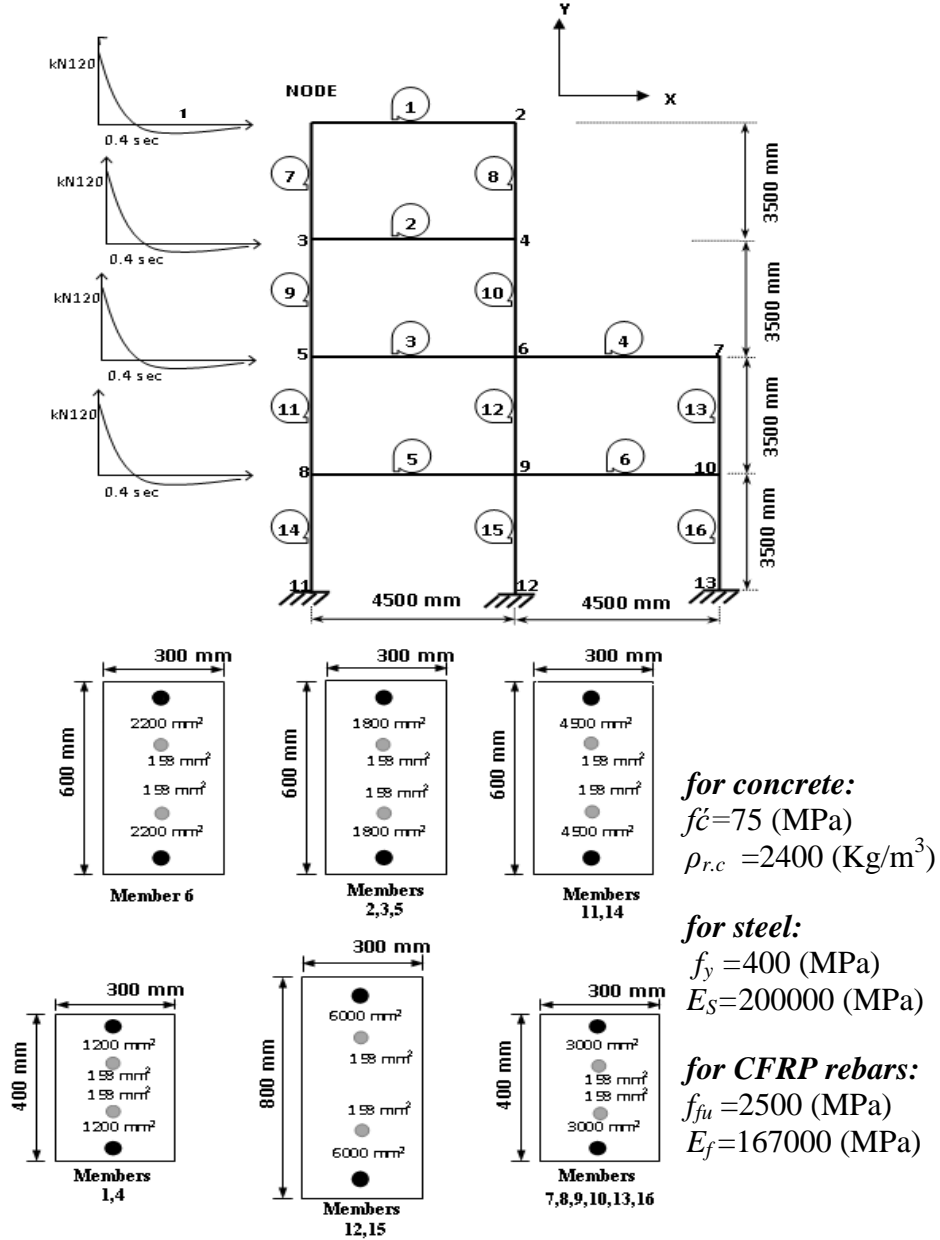 Y
X
kN120
1
0.4 sec
kN120
0.4 sec
kN120
0.4 sec
kN120
0.4 sec
NODE
1
2
7
8
3500 mm
2
3
4
9
10
3500 mm
3
4
5
6
7
11
12
13
3500 mm
5
6
8
9
10
14
15
16
3500 mm
11
12
13
4500 mm
4500 mm
300 mm
600 mm
2200 mm²
158 mm²
158 mm²
2200 mm²
Member 6
300 mm
600 mm
1800 mm²
158 mm²
158 mm²
1800 mm²
Members
2,3,5
300 mm
600 mm
4500 mm²
158 mm²
158 mm²
4500 mm²
Members
11,14
300 mm
400 mm
1200 mm²
158 mm²
158 mm²
1200 mm²
Members
1,4
300 mm
800 mm
6000 mm²
158 mm²
158 mm²
6000 mm²
Members
12,15
300 mm
400 mm
3000 mm²
158 mm²
158 mm²
3000 mm²
Members
7,8,9,10,13,16
for concrete:
fć=75 (MPa)
ρr.c =2400 (Kg/m³)
for steel:
fy =400 (MPa)
ES=200000 (MPa)
for CFRP rebars:
ffu =2500 (MPa)
Ef=167000 (MPa)